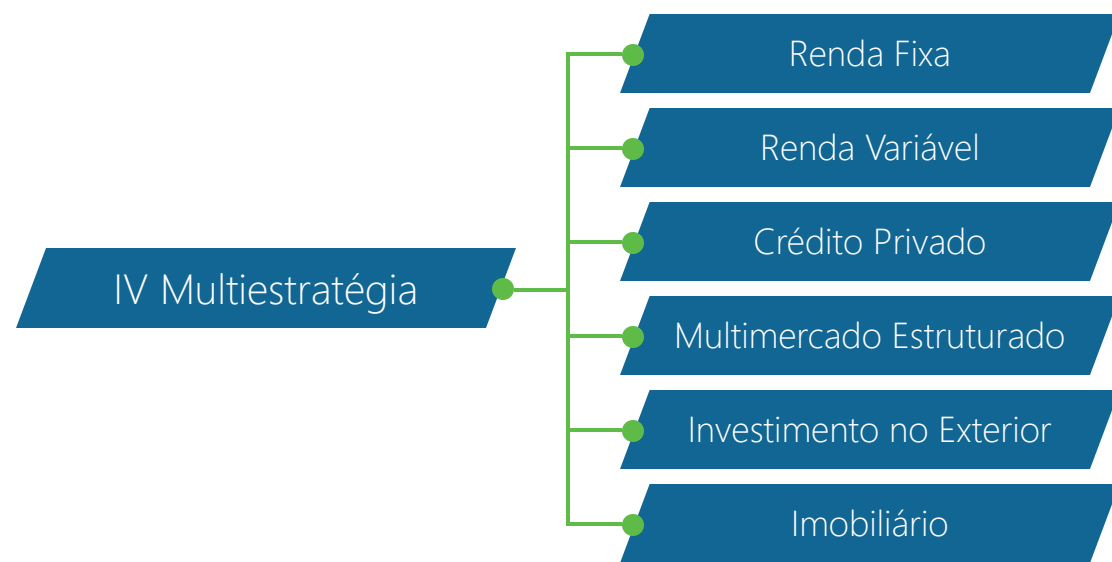 Renda Fixa
Renda Variável
Crédito Privado
IV Multiestratégia
Multimercado Estruturado
Investimento no Exterior
Imobiliário